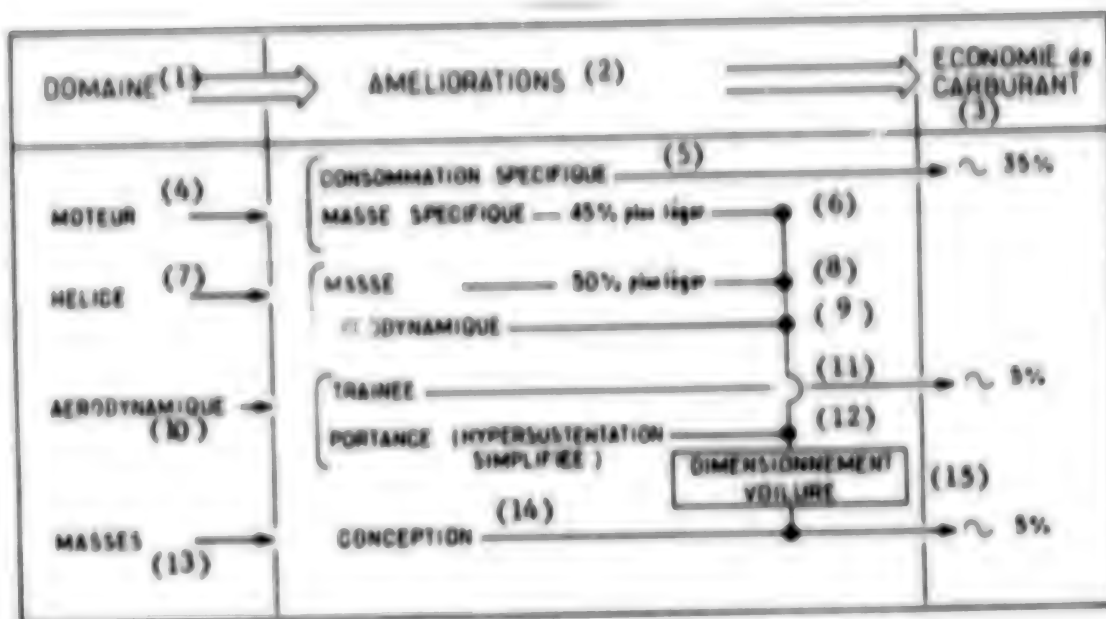 DOMAINE (1)
AMELIORATIONS (2)
ECONOMIE de
CARBURANT
(3)
MOTEUR (4)
CONSOMMATION SPECIFIQUE (5) ~ 35%
MASSE SPECIFIQUE 45% plus léger (6)
HELICE (7)
MASSE 50% plus léger (8)
(9)
AERODYNAMIQUE
(10)
TRAINEE (11) ~ 5%
PORTANCE (HYPERSUSTENTATION (12)
SIMPLIFIEE)
DIMENSIONNEMENT
VOILURE (15)
MASSES
(13)
CONCEPTION (14) ~ 5%